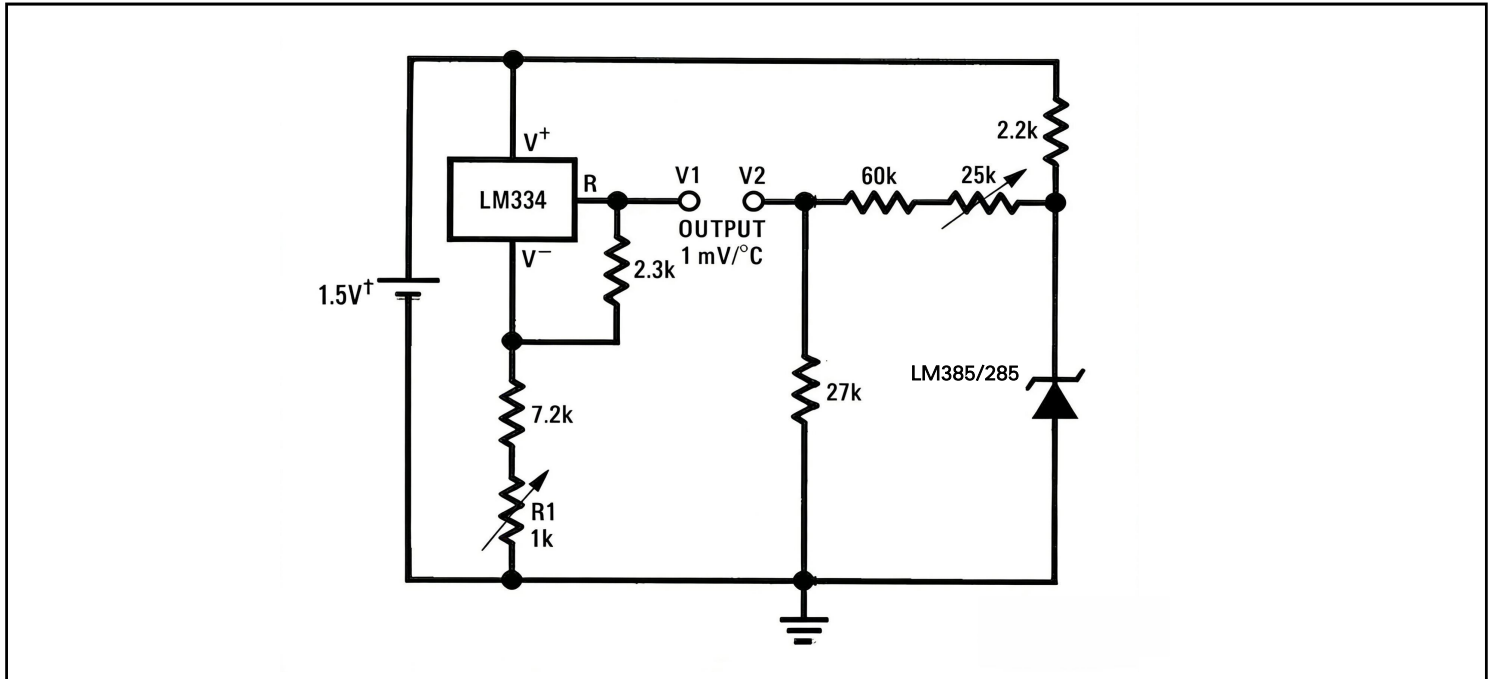 V+
2.2k
R
V1
V2
60k
25k
LM334
OUTPUT
1 mV/°C
V−
2.3k
1.5V†
LM385/285
27k
7.2k
R1
1k